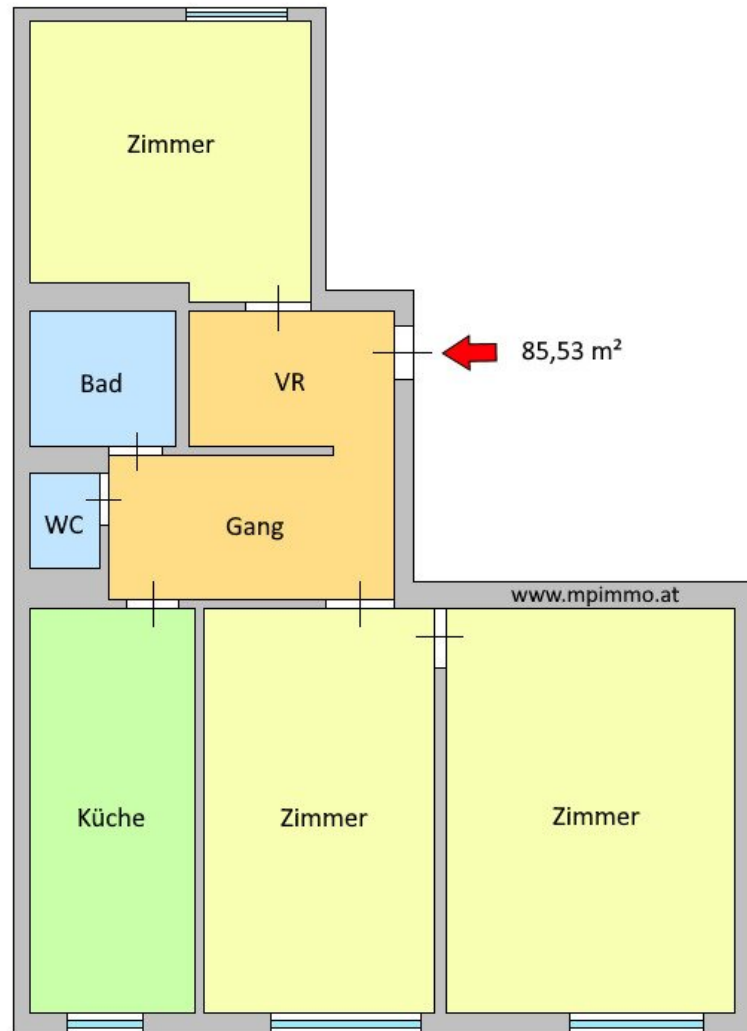 Zimmer
Bad
VR
85,53 m²
WC
Gang
www.mpimmo.at
Küche
Zimmer
Zimmer